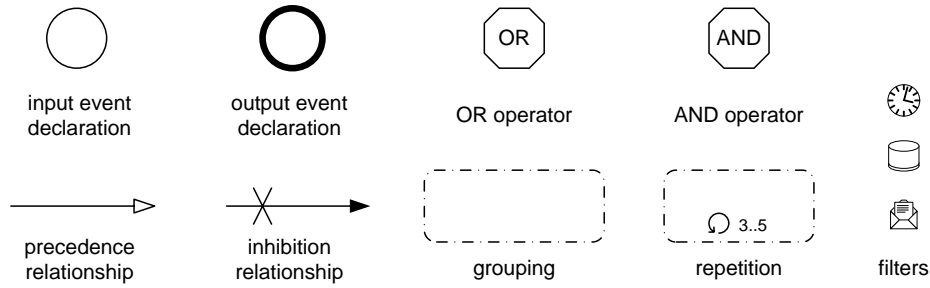 OR
AND
input event
declaration
output event
declaration
OR operator
AND operator
3..5
precedence
relationship
inhibition
relationship
grouping
repetition
filters